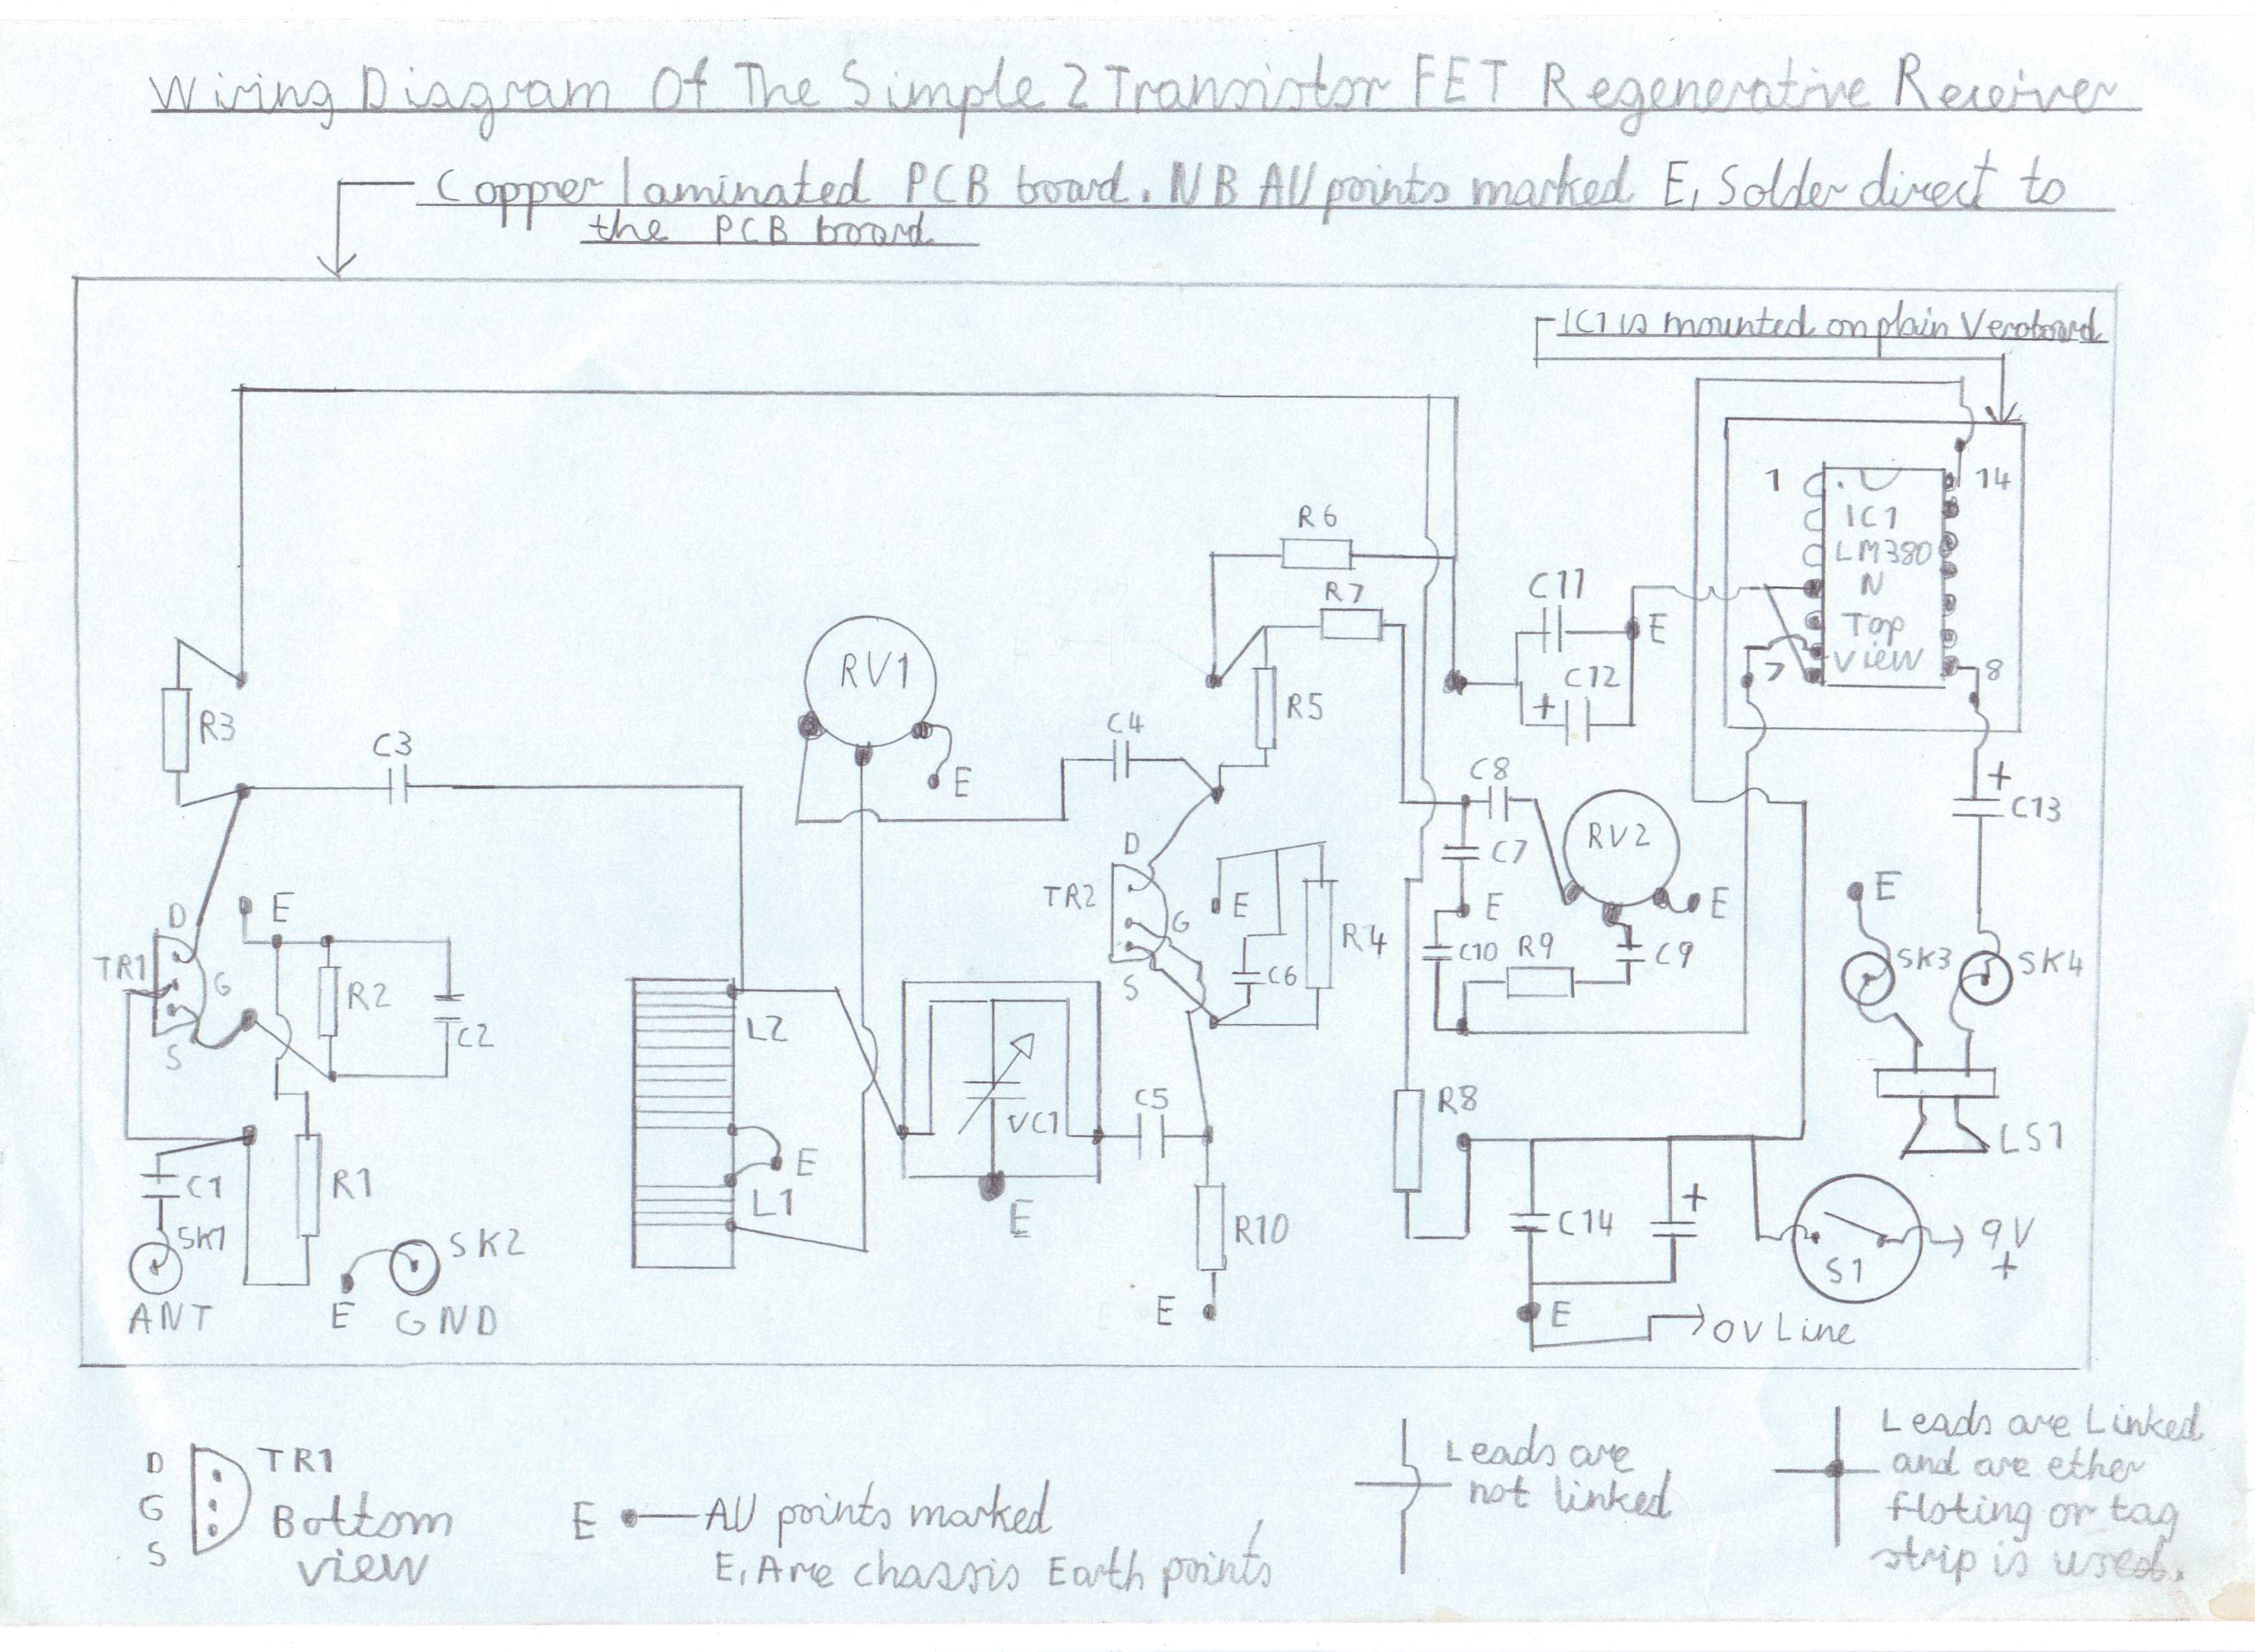 Wiring Diagram Of The Simple 2 Transistor FET Regenerative Receiver
Copper laminated PCB board. NB All points marked E, Solder direct to
the PCB board
IC1 is mounted on plain Veroboard
1
14
IC1
LM380
N
Top
View
7
8
R6
R7
C11
E
C12
+
R5
RV1
E
C4
R3
C3
C8
C7
RV2
E
E
+
C13
D
TR2
G
S
E
C6
R4
C10
R9
C9
E
SK3
SK4
D
E
TR1
G
S
R2
C2
L2
VC1
C5
R8
LS1
E
L1
E
C1
R1
SK1
SK2
ANT
E
GND
R10
E
C14
+
S1
9V
+
E
0V Line
D
G
S
TR1
Bottom
view
E
All points marked
E, Are chassis Earth points
Leads are
not linked
Leads are Linked
and are ether
floting or tag
strip is used.